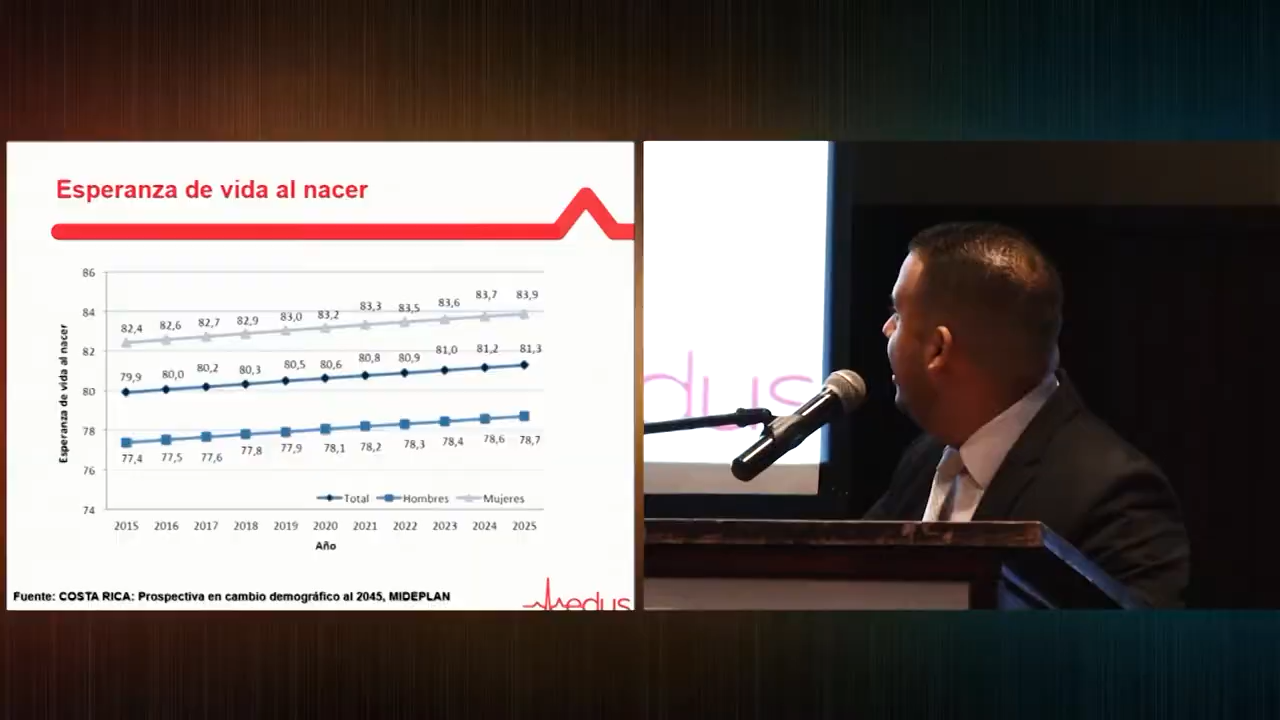 Esperanza de vida al nacer
Esperanza de vida al nacer
86
84
82
80
78
76
74
82,4 82,6 82,7 82,9 83,0 83,2 83,3 83,5 83,6 83,7 83,9
79,9 80,0 80,2 80,3 80,5 80,6 80,8 80,9 81,0 81,2 81,3
77,4 77,5 77,6 77,8 77,9 78,1 78,2 78,3 78,4 78,6 78,7
Total Hombres Mujeres
2015 2016 2017 2018 2019 2020 2021 2022 2023 2024 2025
Año
Fuente: COSTA RICA: Prospectiva en cambio demográfico al 2045, MIDEPLAN
edus
dus